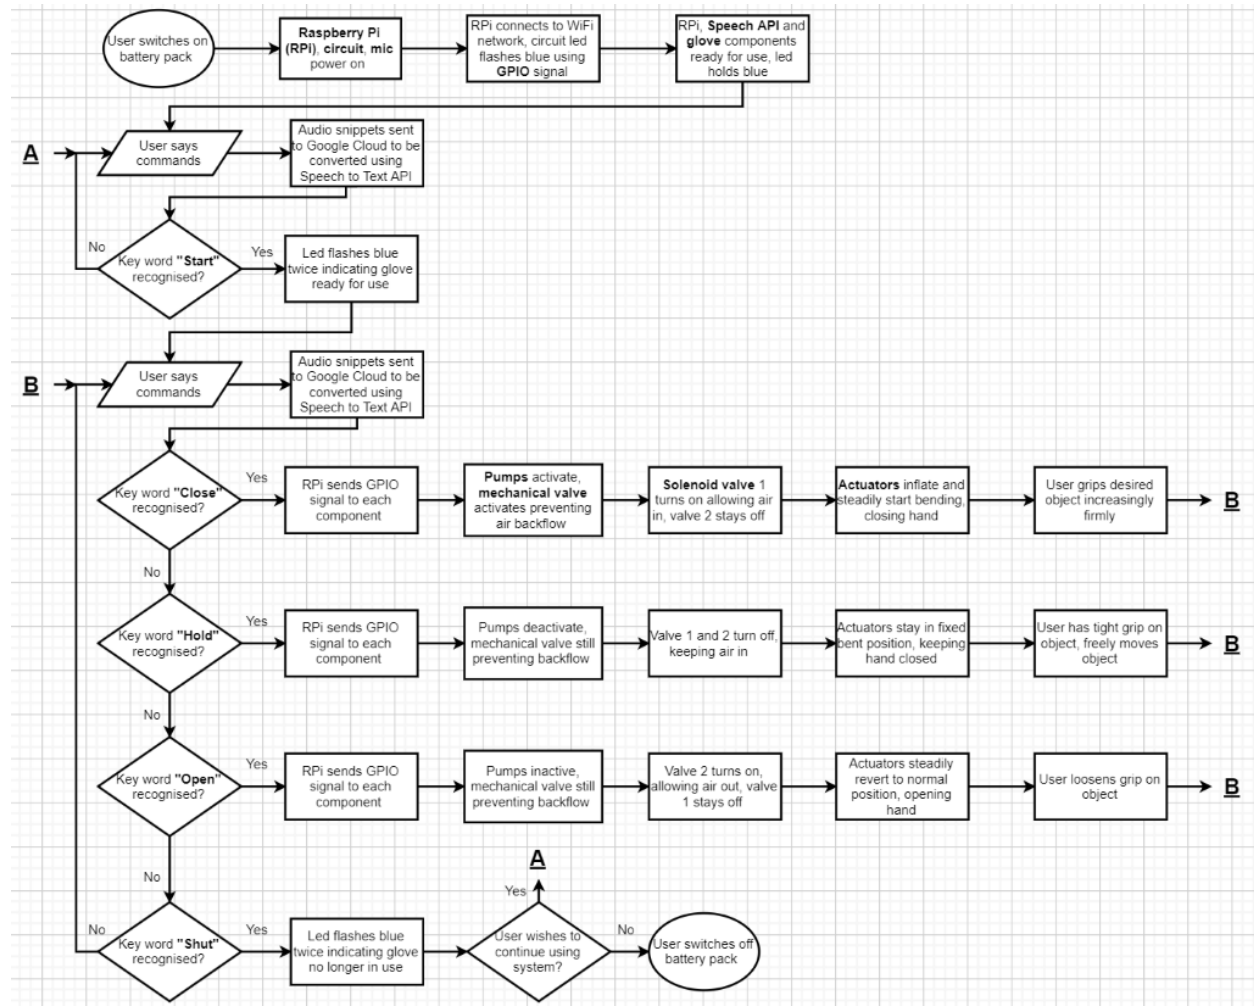 User switches on
battery pack
Raspberry Pi
(RPi), circuit, mic
power on
RPi connects to WiFi
network, circuit led
flashes blue using
GPIO signal
RPi, Speech API and
glove components
ready for use, led
holds blue
A
User says
commands
Audio snippets sent
to Google Cloud to be
converted using
Speech to Text API
No
Key word "Start"
recognised?
Yes
Led flashes blue
twice indicating glove
ready for use
B
User says
commands
Audio snippets sent
to Google Cloud to be
converted using
Speech to Text API
Key word "Close"
recognised?
Yes
RPi sends GPIO
signal to each
component
Pumps activate,
mechanical valve
activates preventing
air backflow
Solenoid valve 1
turns on allowing air
in, valve 2 stays off
Actuators inflate and
steadily start bending,
closing hand
User grips desired
object increasingly
firmly
B
No
Key word "Hold"
recognised?
Yes
RPi sends GPIO
signal to each
component
Pumps deactivate,
mechanical valve still
preventing backflow
Valve 1 and 2 turn off,
keeping air in
Actuators stay in fixed
bent position, keeping
hand closed
User has tight grip on
object, freely moves
object
B
No
Key word "Open"
recognised?
Yes
RPi sends GPIO
signal to each
component
Pumps inactive,
mechanical valve still
preventing backflow
Valve 2 turns on,
allowing air out, valve
1 stays off
Actuators steadily
revert to normal
position, opening
hand
User loosens grip on
object
B
No
No
Key word "Shut"
recognised?
Yes
Led flashes blue
twice indicating glove
no longer in use
A
Yes
User wishes to
continue using
system?
No
User switches off
battery pack